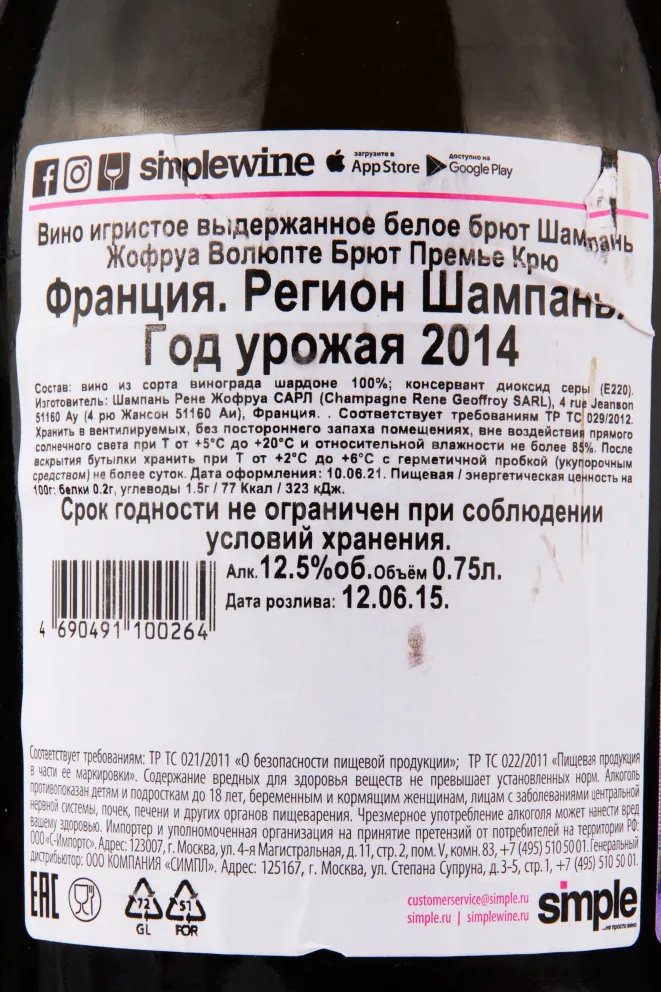 simplewine загрузите в App Store доступно на Google Play
Вино игристое выдержанное белое брют Шампань
Жофруа Волюпте Брют Премье Крю
Франция. Регион Шампань.
Год урожая 2014
Состав: вино из сорта винограда шардоне 100%; консервант диоксид серы (E220).
Изготовитель: Шампань Рене Жофруа САРЛ (Champagne Rene Geoffroy SARL), 4 rue Jeanson
51160 Ay (4 рю Жансон 51160 Аи), Франция. . Соответствует требованиям ТР ТС 029/2012.
Хранить в вентилируемых, без постороннего запаха помещениях, вне воздействия прямого
солнечного света при Т от +5°С до +20°С и относительной влажности не более 85%. После
вскрытия бутылки хранить при Т от +2°С до +6°С с герметичной пробкой (укупорочным
средством) не более суток. Дата оформления: 10.06.21. Пищевая / энергетическая ценность на
100г: белки 0.2г, углеводы 1.5г / 77 Ккал / 323 кДж.
Срок годности не ограничен при соблюдении
условий хранения.
Алк. 12.5%об. Объём 0.75л.
Дата розлива: 12.06.15.
4 690491 100264
Соответствует требованиям: ТР ТС 021/2011 «О безопасности пищевой продукции»; ТР ТС 022/2011 «Пищевая продукция
в части ее маркировки». Содержание вредных для здоровья веществ не превышает установленных норм. Алкоголь
противопоказан детям и подросткам до 18 лет, беременным и кормящим женщинам, лицам с заболеваниями центральной
нервной системы, почек, печени и других органов пищеварения. Чрезмерное употребление алкоголя может нанести вред
вашему здоровью. Импортер и уполномоченная организация на принятие претензий от потребителей на территории РФ:
ООО «С-Импортс». Адрес: 123007, г. Москва, ул. 4-я Магистральная, д. 11, стр. 2, пом. V, комн. 83, +7 (495) 510 50 01. Генеральный
дистрибьютор: ООО КОМПАНИЯ «СИМПЛ». Адрес: 125167, г. Москва, ул. Степана Супруна, д. 3-5, стр. 1, +7 (495) 510 50 01.
EAC 72 GL 51 FOR
customerservice@simple.ru
simple.ru | simplewine.ru
simple
...не просто вино